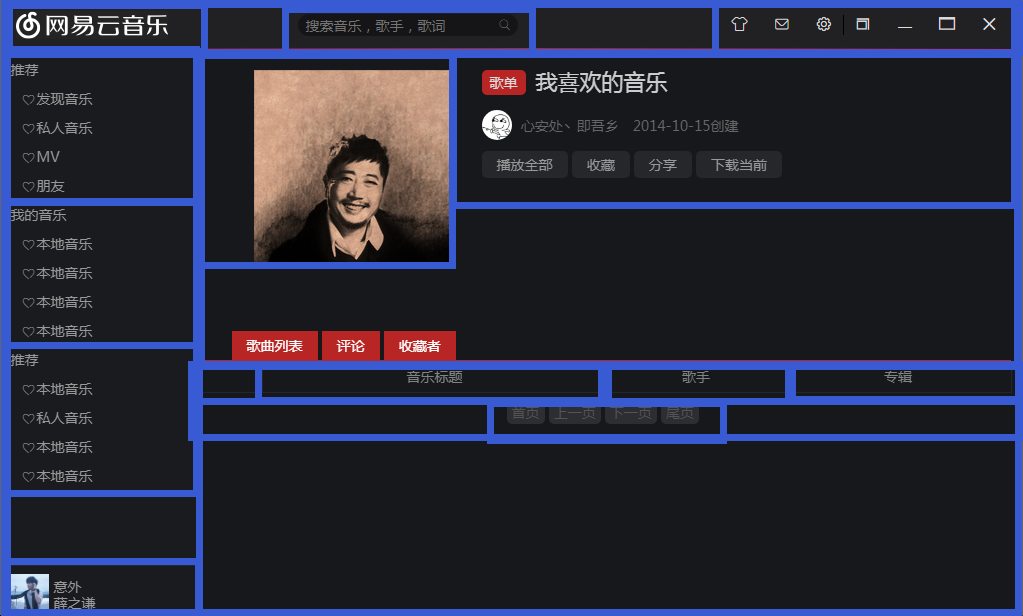 网易云音乐
搜索音乐，歌手，歌词
推荐
♡发现音乐
♡私人音乐
♡MV
♡朋友
我的音乐
♡本地音乐
♡本地音乐
♡本地音乐
♡本地音乐
推荐
♡本地音乐
♡私人音乐
♡本地音乐
♡本地音乐
意外
薛之谦
歌单 我喜欢的音乐
心安处丶即吾乡 2014-10-15创建
播放全部 收藏 分享 下载当前
歌曲列表 评论 收藏者
音乐标题 歌手 专辑
首页 上一页 下一页 尾页